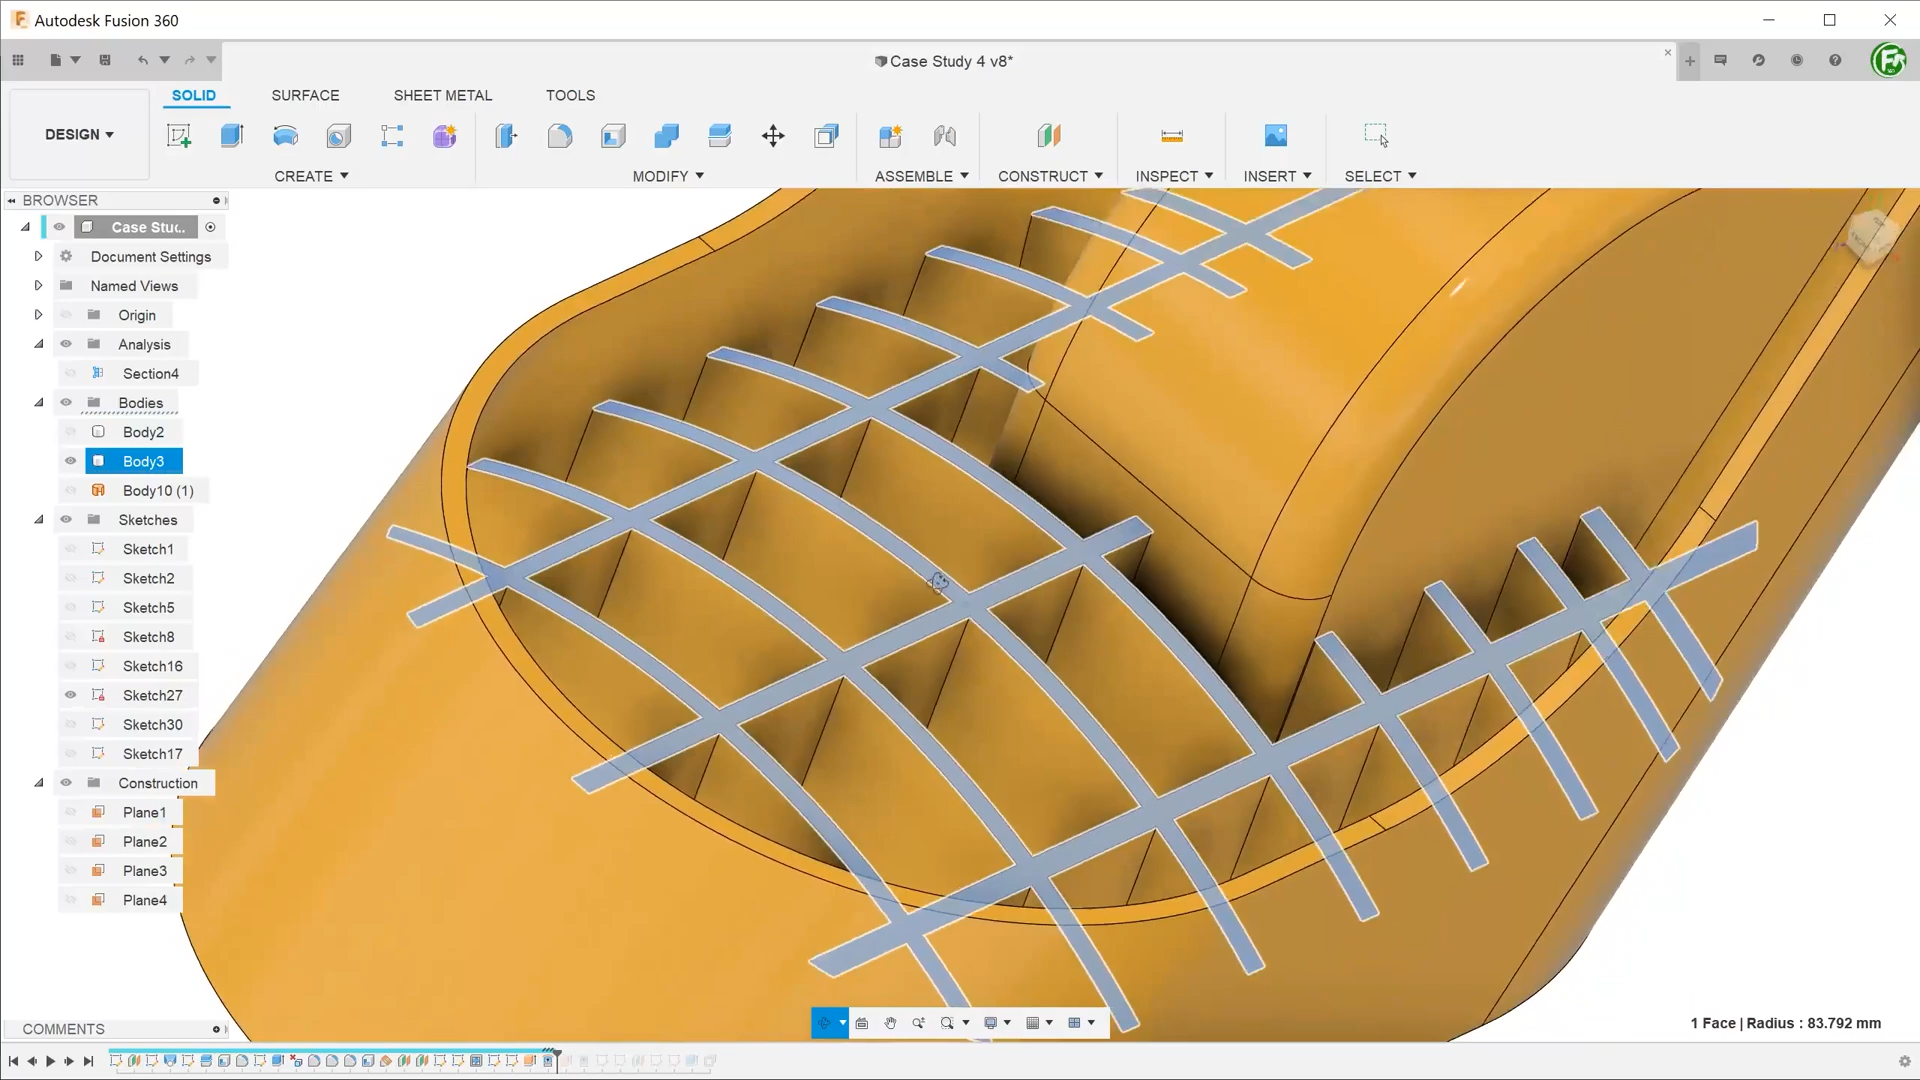 Autodesk Fusion 360
Case Study 4 v8*
SOLID
SURFACE
SHEET METAL
TOOLS
DESIGN
CREATE
MODIFY
ASSEMBLE
CONSTRUCT
INSPECT
INSERT
SELECT
BROWSER
Case Stuc..
Document Settings
Named Views
Origin
Analysis
Section4
Bodies
Body2
Body3
Body10 (1)
Sketches
Sketch1
Sketch2
Sketch5
Sketch8
Sketch16
Sketch27
Sketch30
Sketch17
Construction
Plane1
Plane2
Plane3
Plane4
COMMENTS
1 Face | Radius : 83.792 mm